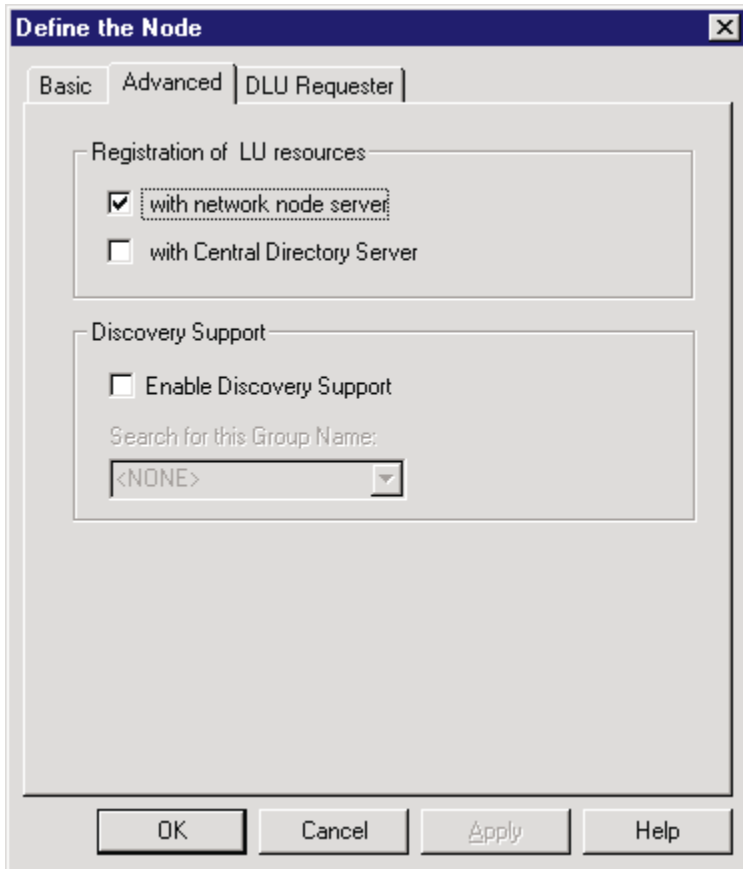 Define the Node
Basic
Advanced
DLU Requester
Registration of LU resources
with network node server
with Central Directory Server
Discovery Support
Enable Discovery Support
Search for this Group Name:
<NONE>
OK
Cancel
Apply
Help